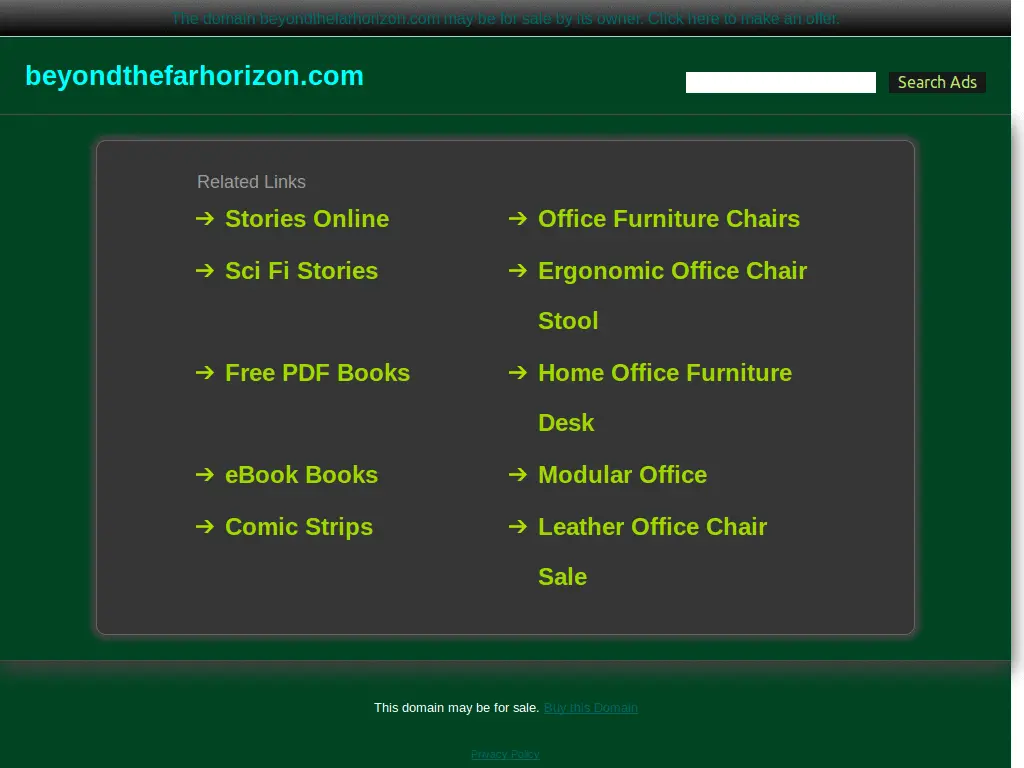 The domain beyondthefarhorizon.com may be for sale by its owner. Click here to make an offer.
beyondthefarhorizon.com
Search Ads
Related Links
Stories Online
Office Furniture Chairs
Sci Fi Stories
Ergonomic Office Chair
Stool
Free PDF Books
Home Office Furniture
Desk
eBook Books
Modular Office
Comic Strips
Leather Office Chair
Sale
This domain may be for sale. Buy this Domain
Privacy Policy